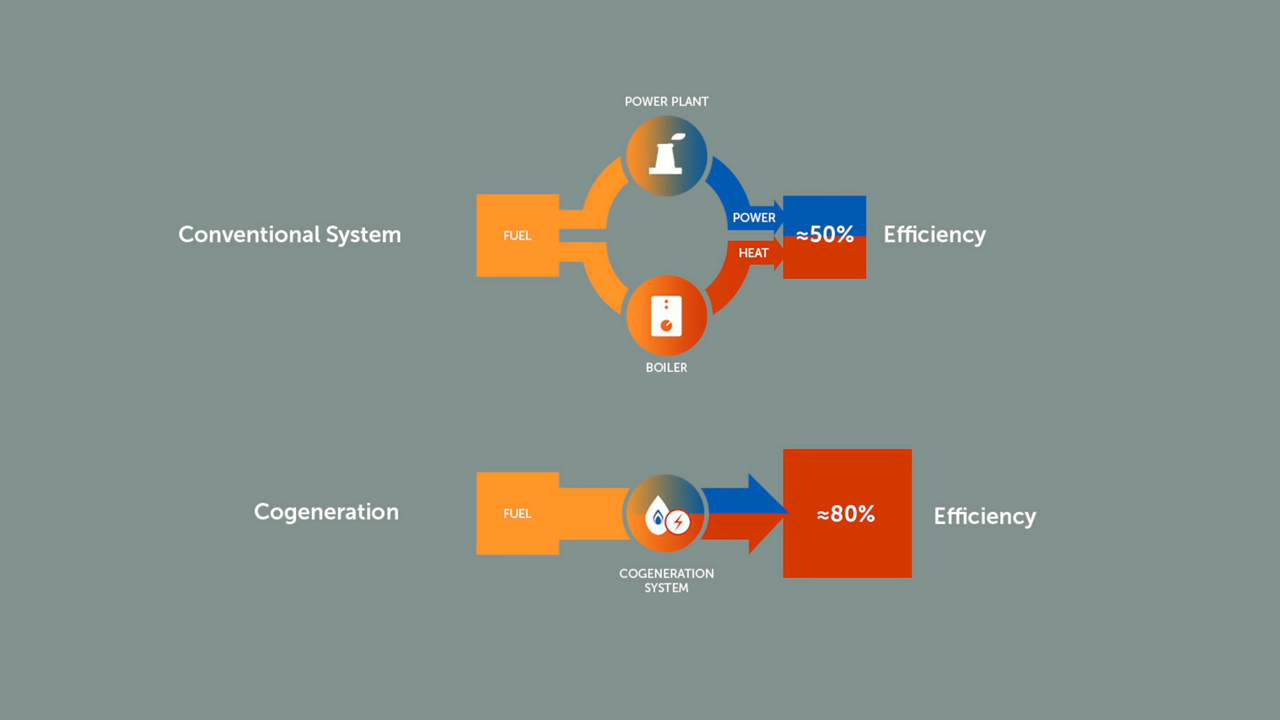 POWER PLANT
Conventional System
FUEL
POWER
HEAT
≈50%
Efficiency
BOILER
Cogeneration
FUEL
≈80%
Efficiency
COGENERATION
SYSTEM